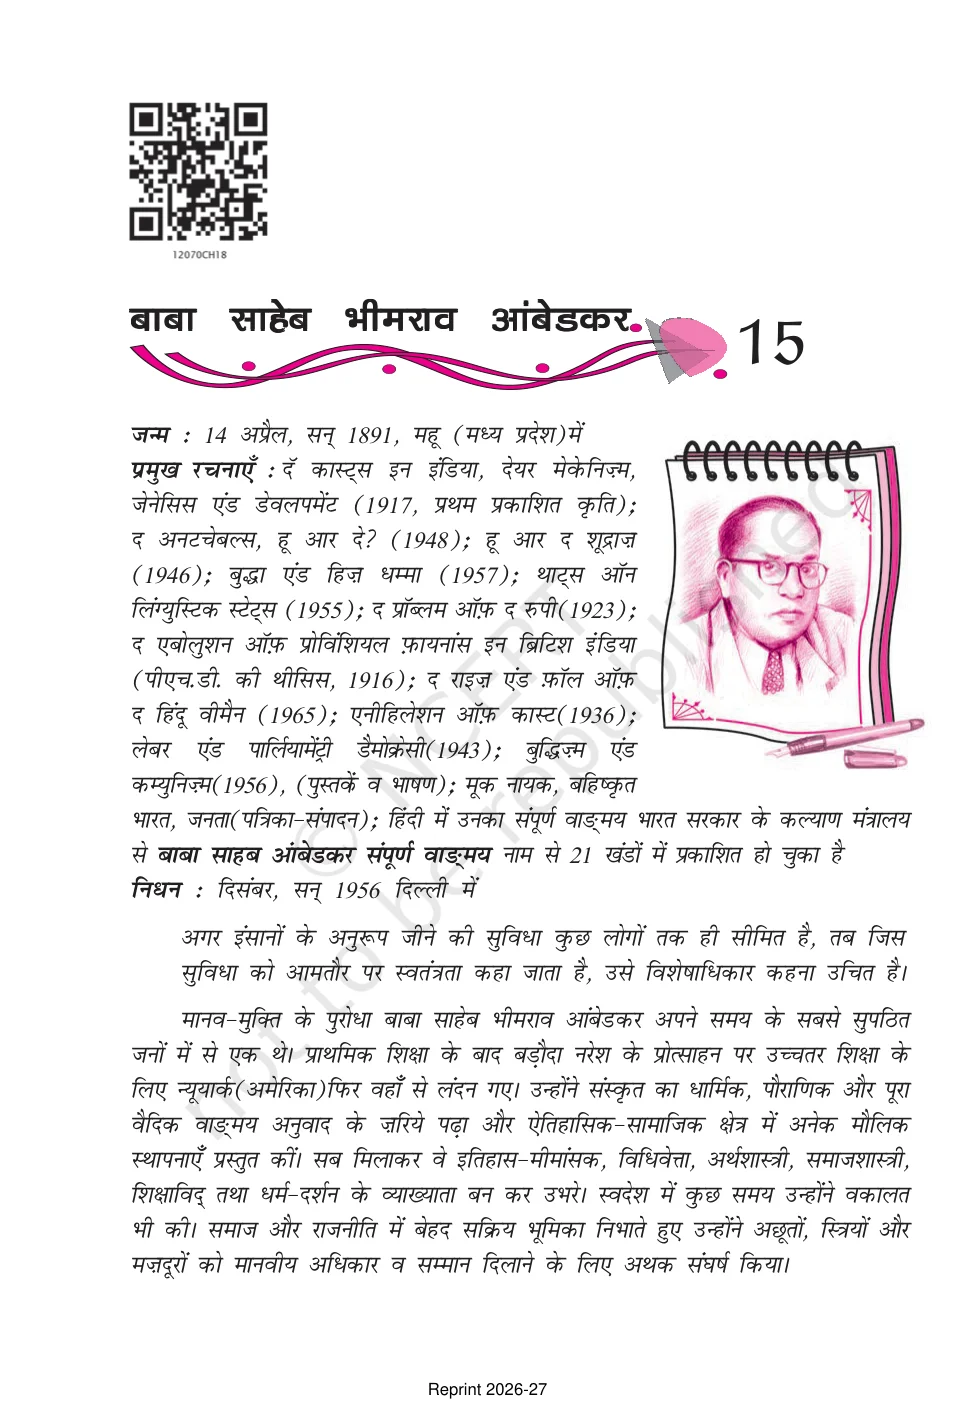 12070CH18
बाबा साहेब भीमराव आंबेडकर
15
जन्म : 14 अप्रैल, सन् 1891, महू (मध्य प्रदेश)में
प्रमुख रचनाएँ : दॅ कास्ट्स इन इंडिया, देयर मेकेनिज़्म,
जेनेसिस एंड डेवलपमेंट (1917, प्रथम प्रकाशित कृति);
द अनटचेबल्स, हू आर दे? (1948); हू आर द शूद्राज़
(1946); बुद्धा एंड हिज़ धम्मा (1957); थाट्स ऑन
लिंग्युस्टिक स्टेट्स (1955); द प्रॉब्लम ऑफ़ द रुपी(1923);
द एबोलुशन ऑफ़ प्रोविंशियल फ़ायनांस इन ब्रिटिश इंडिया
(पीएच.डी. की थीसिस, 1916); द राइज़ एंड फ़ॉल ऑफ़
द हिंदू वीमैन (1965); एनीहिलेशन ऑफ़ कास्ट(1936);
लेबर एंड पार्लियामेंट्री डैमोक्रेसी(1943); बुद्धिज़्म एंड
कम्युनिज़्म(1956), (पुस्तकें व भाषण); मूक नायक, बहिष्कृत
भारत, जनता(पत्रिका-संपादन); हिंदी में उनका संपूर्ण वाङ्मय भारत सरकार के कल्याण मंत्रालय
से बाबा साहब आंबेडकर संपूर्ण वाङ्मय नाम से 21 खंडों में प्रकाशित हो चुका है
निधन : दिसंबर, सन् 1956 दिल्ली में
अगर इंसानों के अनुरूप जीने की सुविधा कुछ लोगों तक ही सीमित है, तब जिस
सुविधा को आमतौर पर स्वतंत्रता कहा जाता है, उसे विशेषाधिकार कहना उचित है।
मानव-मुक्ति के पुरोधा बाबा साहेब भीमराव आंबेडकर अपने समय के सबसे सुपठित
जनों में से एक थे। प्राथमिक शिक्षा के बाद बड़ौदा नरेश के प्रोत्साहन पर उच्चतर शिक्षा के
लिए न्यूयार्क(अमेरिका)फिर वहाँ से लंदन गए। उन्होंने संस्कृत का धार्मिक, पौराणिक और पूरा
वैदिक वाङ्मय अनुवाद के ज़रिये पढ़ा और ऐतिहासिक-सामाजिक क्षेत्र में अनेक मौलिक
स्थापनाएँ प्रस्तुत कीं। सब मिलाकर वे इतिहास-मीमांसक, विधिवेत्ता, अर्थशास्त्री, समाजशास्त्री,
शिक्षाविद् तथा धर्म-दर्शन के व्याख्याता बन कर उभरे। स्वदेश में कुछ समय उन्होंने वकालत
भी की। समाज और राजनीति में बेहद सक्रिय भूमिका निभाते हुए उन्होंने अछूतों, स्त्रियों और
मज़दूरों को मानवीय अधिकार व सम्मान दिलाने के लिए अथक संघर्ष किया।
© NCERT
not to be republished
Reprint 2026-27